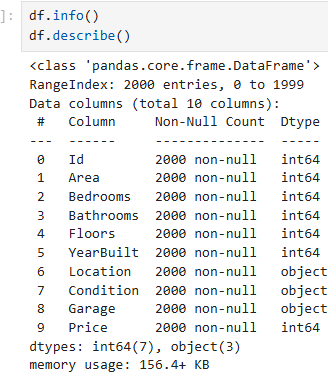 ]: df.info()
df.describe()
<class 'pandas.core.frame.DataFrame'>
RangeIndex: 2000 entries, 0 to 1999
Data columns (total 10 columns):
 #   Column      Non-Null Count  Dtype
---  ------      --------------  -----
 0   Id          2000 non-null   int64
 1   Area        2000 non-null   int64
 2   Bedrooms    2000 non-null   int64
 3   Bathrooms   2000 non-null   int64
 4   Floors      2000 non-null   int64
 5   YearBuilt   2000 non-null   int64
 6   Location    2000 non-null   object
 7   Condition   2000 non-null   object
 8   Garage      2000 non-null   object
 9   Price       2000 non-null   int64
dtypes: int64(7), object(3)
memory usage: 156.4+ KB